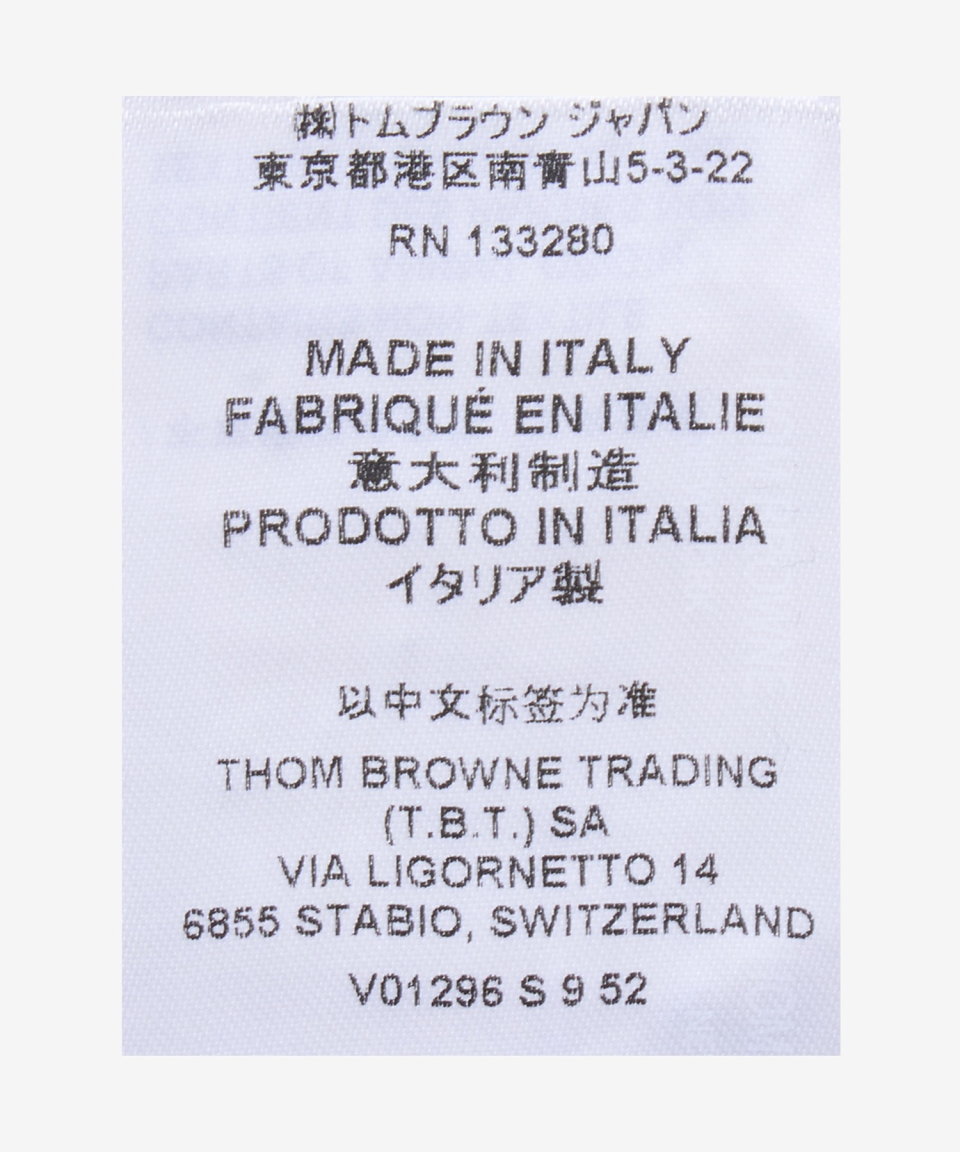 ㈱トムブラウン ジャパン
東京都港区南青山5-3-22
RN 133280
MADE IN ITALY
FABRIQUÉ EN ITALIE
意大利制造
PRODOTTO IN ITALIA
イタリア製
以中文标签为准
THOM BROWNE TRADING
(T.B.T.) SA
VIA LIGORNETTO 14
6855 STABIO, SWITZERLAND
V01296 S 9 52